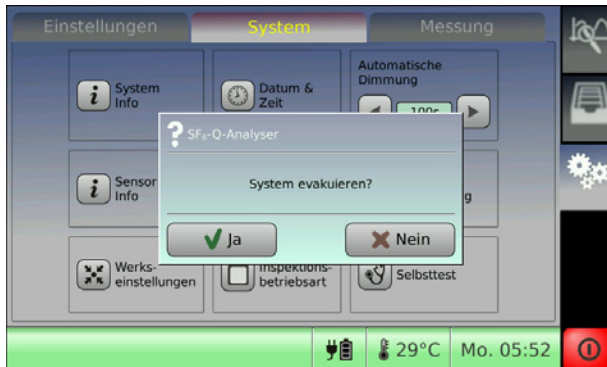 Einstellungen
System
Messung
System
Info
Datum &
Zeit
Automatische
Dimmung
SF₆-Q-Analyser
System evakuieren?
Ja
Nein
Sensor
Info
g
Werks-
einstellungen
Inspektions-
betriebsart
Selbsttest
29°C
Mo. 05:52